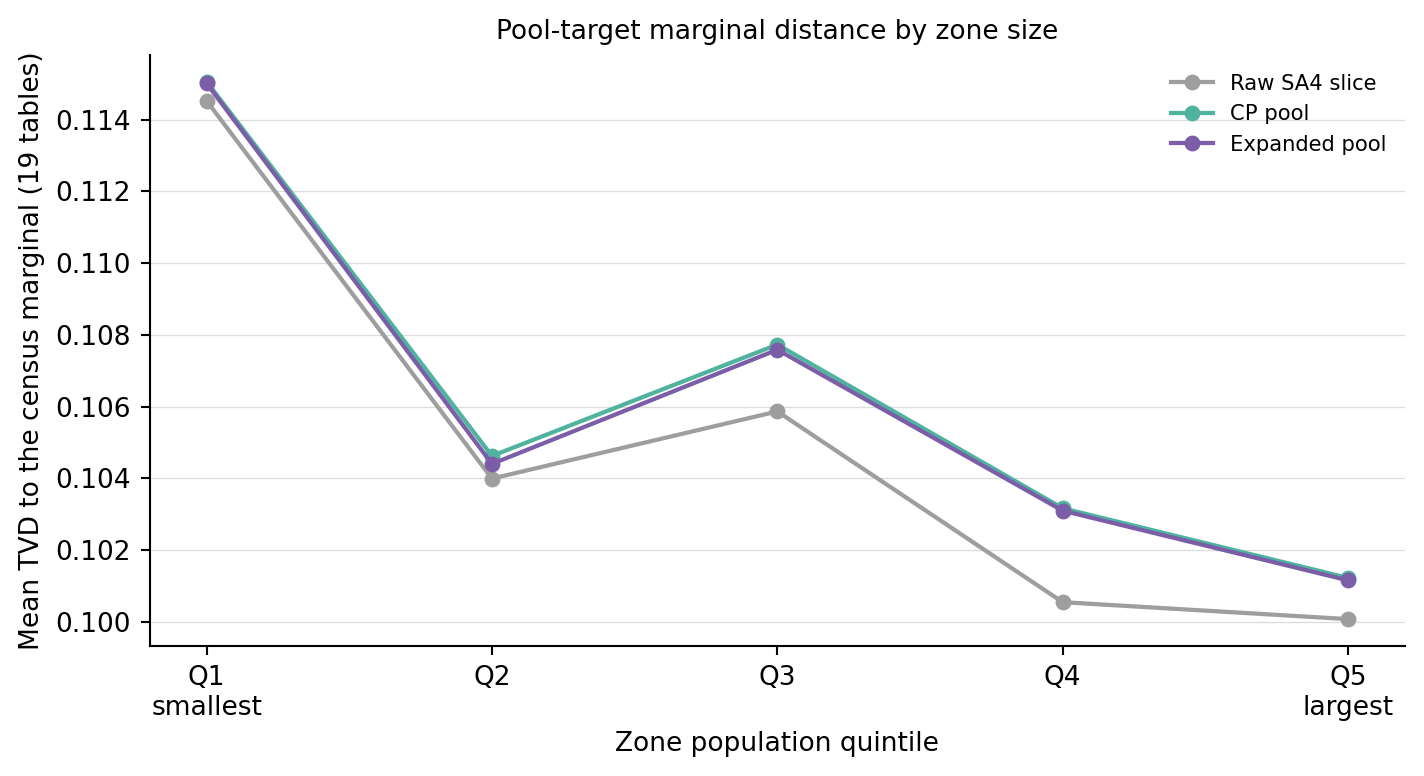 Pool-target marginal distance by zone size
Mean TVD to the census marginal (19 tables)
0.114
0.112
0.110
0.108
0.106
0.104
0.102
0.100
Raw SA4 slice
CP pool
Expanded pool
Q1
smallest
Q2
Q3
Q4
Q5
largest
Zone population quintile